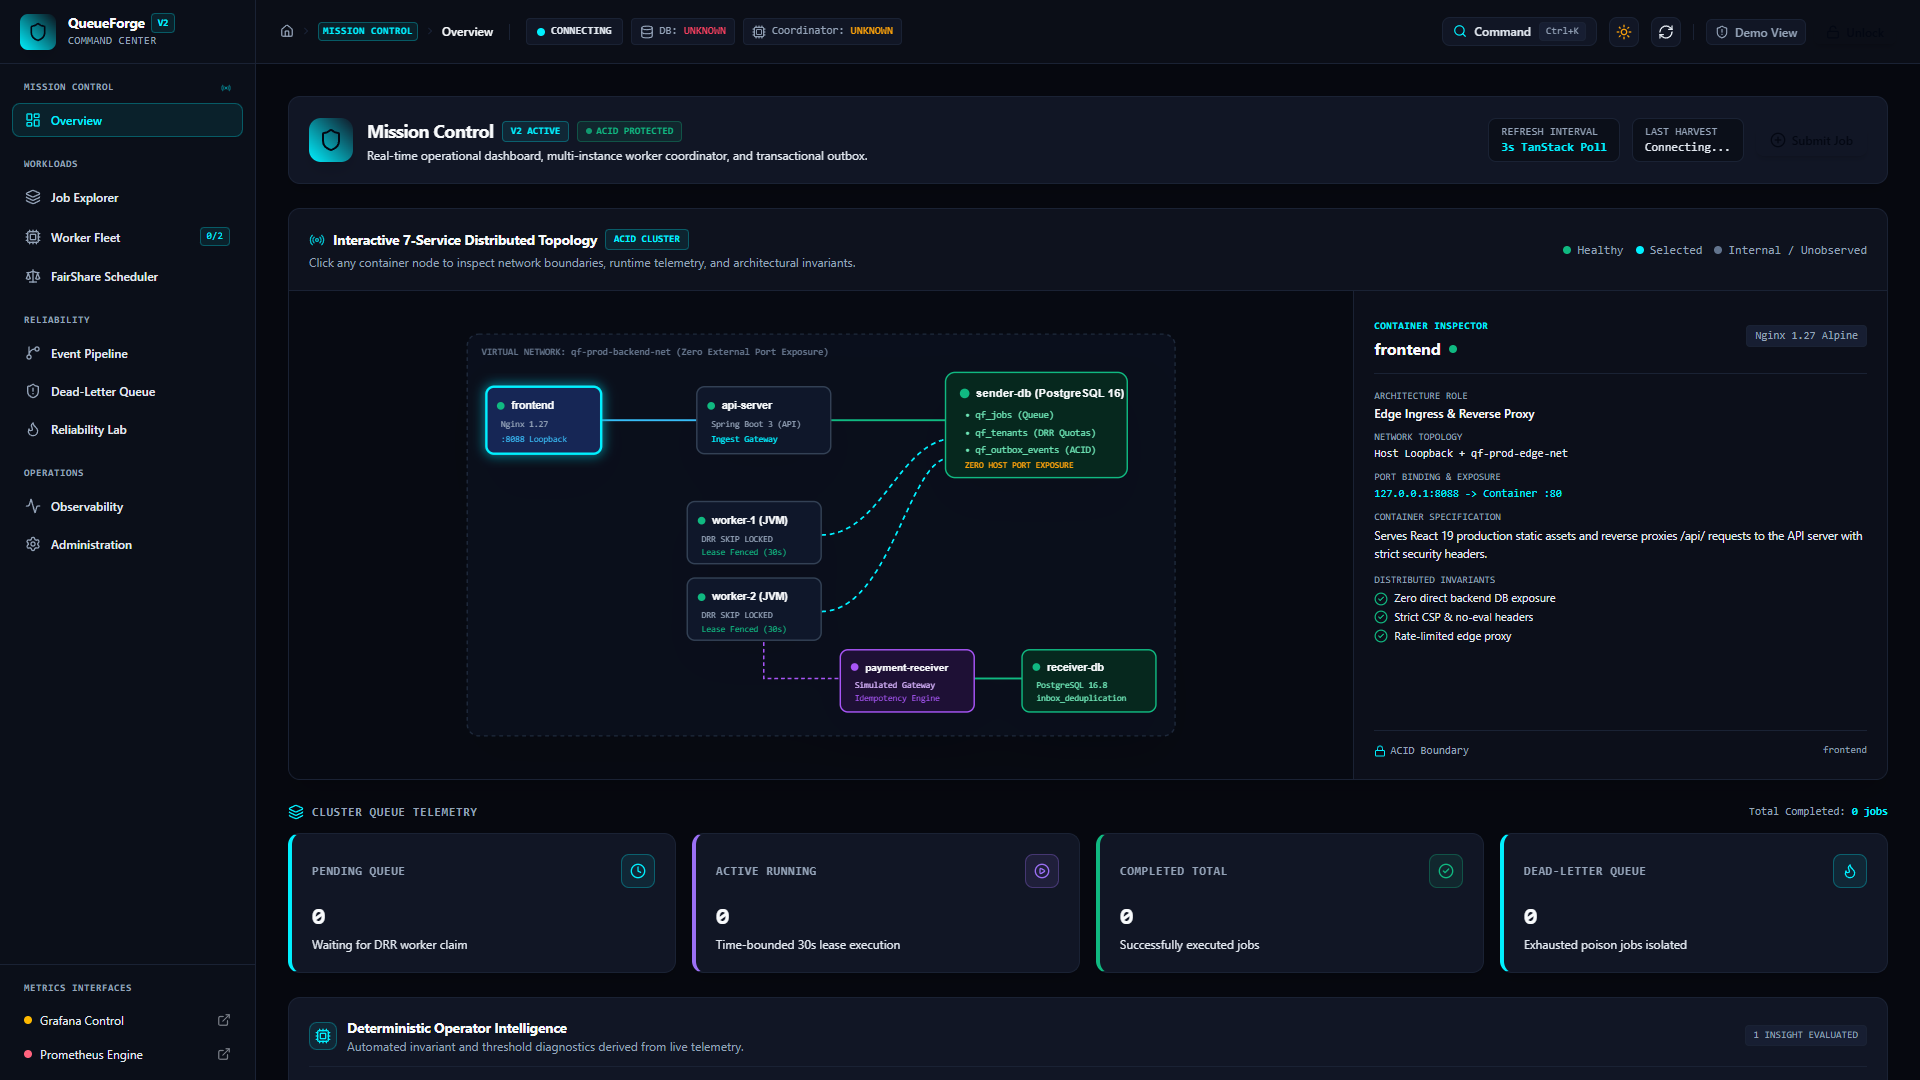 QueueForge V2
COMMAND CENTER
MISSION CONTROL
Overview
WORKLOADS
Job Explorer
Worker Fleet 0/2
FairShare Scheduler
RELIABILITY
Event Pipeline
Dead-Letter Queue
Reliability Lab
OPERATIONS
Observability
Administration
METRICS INTERFACES
Grafana Control
Prometheus Engine
MISSION CONTROL Overview CONNECTING DB: UNKNOWN Coordinator: UNKNOWN
Command Ctrl+K Demo View
Mission Control V2 ACTIVE ACID PROTECTED
Real-time operational dashboard, multi-instance worker coordinator, and transactional outbox.
REFRESH INTERVAL
3s TanStack Poll
LAST HARVEST
Connecting...
Submit Job
Interactive 7-Service Distributed Topology ACID CLUSTER
Click any container node to inspect network boundaries, runtime telemetry, and architectural invariants.
Healthy Selected Internal / Unobserved
VIRTUAL NETWORK: qf-prod-backend-net (Zero External Port Exposure)
frontend
Nginx 1.27
:8088 Loopback
api-server
Spring Boot 3 (API)
Ingest Gateway
sender-db (PostgreSQL 16)
• qf_jobs (Queue)
• qf_tenants (DRR Quotas)
• qf_outbox_events (ACID)
ZERO HOST PORT EXPOSURE
worker-1 (JVM)
DRR SKIP LOCKED
Lease Fenced (30s)
worker-2 (JVM)
DRR SKIP LOCKED
Lease Fenced (30s)
payment-receiver
Simulated Gateway
Idempotency Engine
receiver-db
PostgreSQL 16.8
inbox_deduplication
CONTAINER INSPECTOR
frontend
Nginx 1.27 Alpine
ARCHITECTURE ROLE
Edge Ingress & Reverse Proxy
NETWORK TOPOLOGY
Host Loopback + qf-prod-edge-net
PORT BINDING & EXPOSURE
127.0.0.1:8088 -> Container :80
CONTAINER SPECIFICATION
Serves React 19 production static assets and reverse proxies /api/ requests to the API server with
strict security headers.
DISTRIBUTED INVARIANTS
Zero direct backend DB exposure
Strict CSP & no-eval headers
Rate-limited edge proxy
ACID Boundary frontend
CLUSTER QUEUE TELEMETRY
Total Completed: 0 jobs
PENDING QUEUE
0
Waiting for DRR worker claim
ACTIVE RUNNING
0
Time-bounded 30s lease execution
COMPLETED TOTAL
0
Successfully executed jobs
DEAD-LETTER QUEUE
0
Exhausted poison jobs isolated
Deterministic Operator Intelligence
Automated invariant and threshold diagnostics derived from live telemetry.
1 INSIGHT EVALUATED